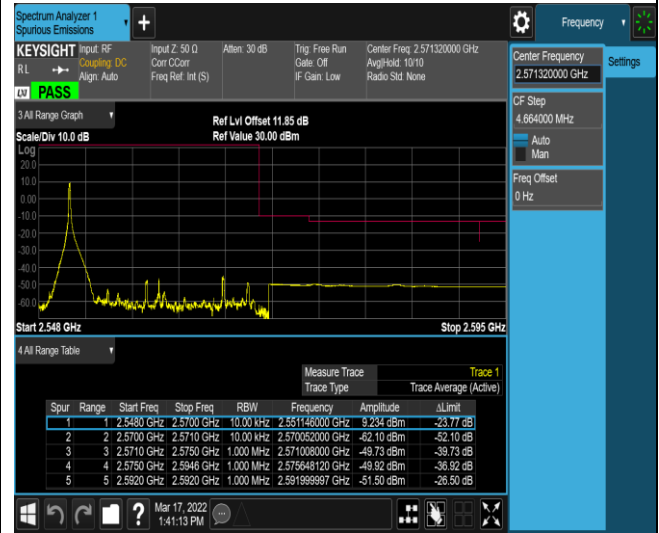 Spectrum Analyzer 1
Spurious Emissions
Frequency
KEYSIGHT
RL
Input: RF
Coupling: DC
Align: Auto
Input Z: 50 Ω
Corr CCorr
Freq Ref: Int (S)
Atten: 30 dB
Trig: Free Run
Gate: Off
IF Gain: Low
Center Freq: 2.571320000 GHz
Avg|Hold: 10/10
Radio Std: None
LXI PASS
3 All Range Graph
Ref Lvl Offset 11.85 dB
Scale/Div 10.0 dB
Ref Value 30.00 dBm
Log
20.0
10.0
0.00
-10.0
-20.0
-30.0
-40.0
-50.0
-60.0
Start 2.548 GHz
Stop 2.595 GHz
4 All Range Table
Measure Trace Trace 1
Trace Type Trace Average (Active)
Spur Range Start Freq Stop Freq RBW Frequency Amplitude ΔLimit
1 1 2.5480 GHz 2.5700 GHz 10.00 kHz 2.551146000 GHz 9.234 dBm -23.77 dB
2 2 2.5700 GHz 2.5710 GHz 10.00 kHz 2.570052000 GHz -62.10 dBm -52.10 dB
3 3 2.5710 GHz 2.5750 GHz 1.000 MHz 2.571008000 GHz -49.73 dBm -39.73 dB
4 4 2.5750 GHz 2.5946 GHz 1.000 MHz 2.575648120 GHz -49.92 dBm -36.92 dB
5 5 2.5920 GHz 2.5920 GHz 1.000 MHz 2.591999997 GHz -51.50 dBm -26.50 dB
Mar 17, 2022
1:41:13 PM
Center Frequency
2.571320000 GHz
Settings
CF Step
4.664000 MHz
Auto
Man
Freq Offset
0 Hz